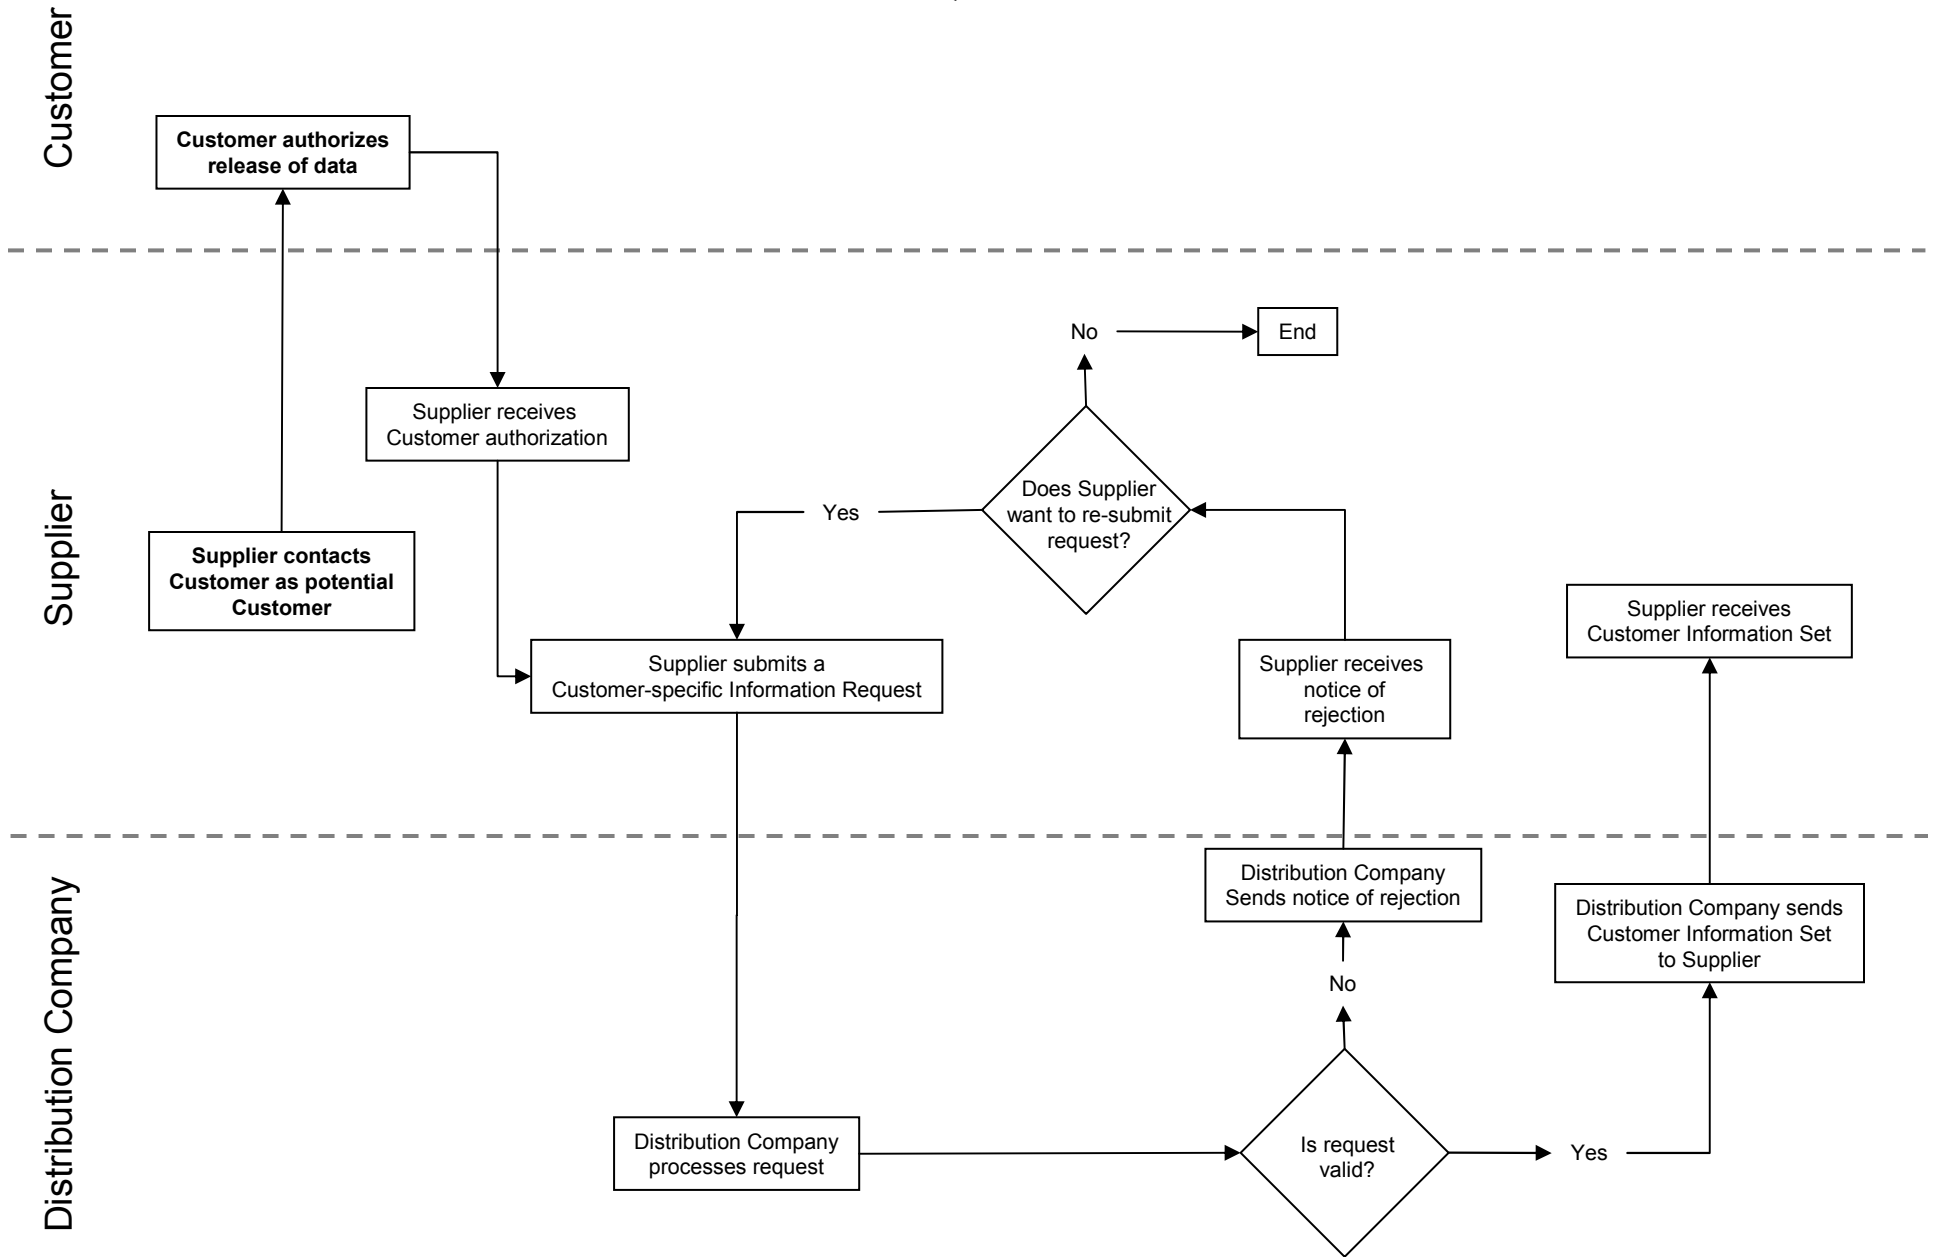 Customer
Customer authorizes
release of data
No
End
Supplier receives
Customer authorization
Supplier
Does Supplier
want to re-submit
request?
Yes
Supplier contacts
Customer as potential
Customer
Supplier receives
Customer Information Set
Supplier submits a
Customer-specific Information Request
Supplier receives
notice of
rejection
Distribution Company
Distribution Company
Sends notice of rejection
Distribution Company sends
Customer Information Set
to Supplier
No
Distribution Company
processes request
Is request
valid?
Yes